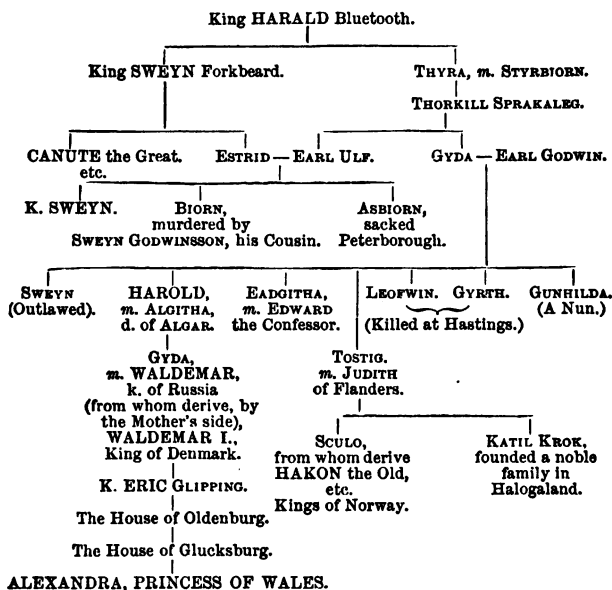 King HARALD Bluetooth.
King SWEYN Forkbeard.
THYRA, m. STYRBIORN.
THORKILL SPRAKALEG.
CANUTE the Great.
etc.
ESTRID — EARL ULF.
GYDA — EARL GODWIN.
K. SWEYN.
BIORN,
murdered by
SWEYN GODWINSSON, his Cousin.
ASBIORN,
sacked
Peterborough.
SWEYN
(Outlawed).
HAROLD,
m. ALGITHA,
d. of ALGAR.
EADGITHA,
m. EDWARD
the Confessor.
LEOFWIN. GYRTH.
(Killed at Hastings.)
GUNHILDA.
(A Nun.)
GYDA,
m. WALDEMAR,
k. of Russia
(from whom derive, by
the Mother's side),
WALDEMAR I.,
King of Denmark.
TOSTIG.
m. JUDITH
of Flanders.
SCULO,
from whom derive
HAKON the Old,
etc.
Kings of Norway.
KATIL KROK,
founded a noble
family in
Halogaland.
K. ERIC GLIPPING.
The House of Oldenburg.
The House of Glucksburg.
ALEXANDRA, PRINCESS OF WALES.